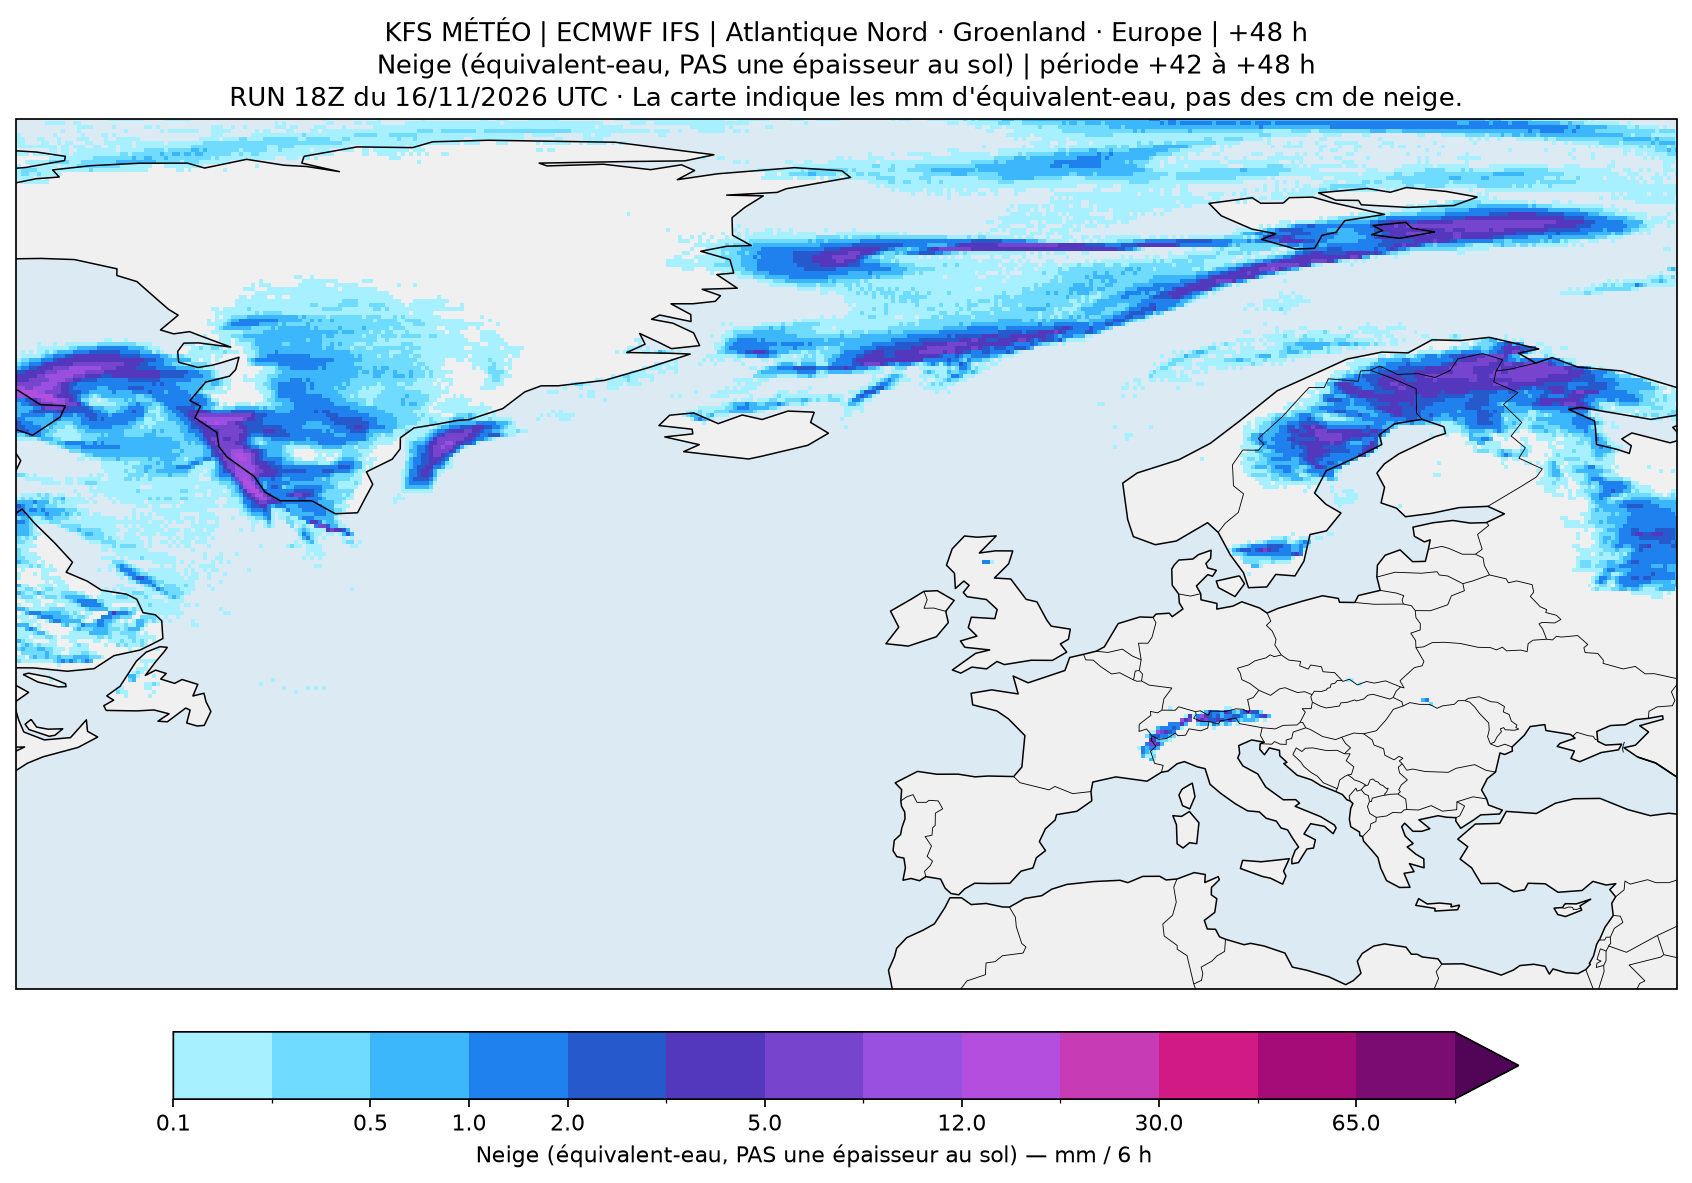 KFS MÉTÉO | ECMWF IFS | Atlantique Nord · Groenland · Europe | +48 h
Neige (équivalent-eau, PAS une épaisseur au sol) | période +42 à +48 h
RUN 18Z du 16/11/2026 UTC · La carte indique les mm d'équivalent-eau, pas des cm de neige.
0.1 0.5 1.0 2.0 5.0 12.0 30.0 65.0
Neige (équivalent-eau, PAS une épaisseur au sol) — mm / 6 h